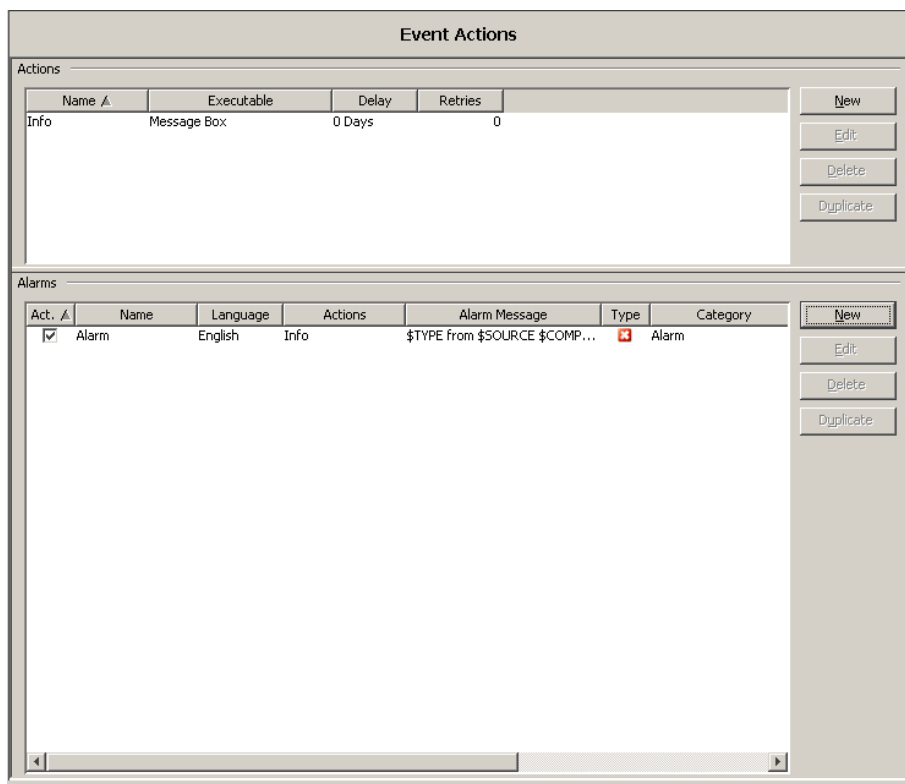 Event Actions
Actions
Name Executable Delay Retries
Info Message Box 0 Days 0
New
Edit
Delete
Duplicate
Alarms
Act. Name Language Actions Alarm Message Type Category
Alarm English Info $TYPE from $SOURCE $COMP... Alarm
New
Edit
Delete
Duplicate